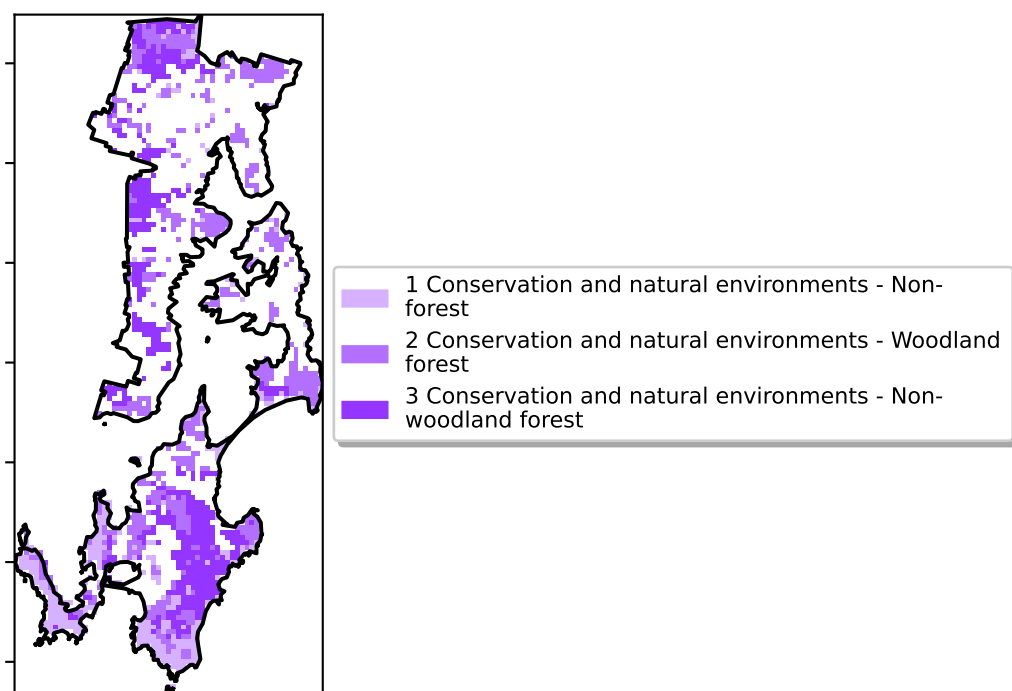 1 Conservation and natural environments - Non-
forest
2 Conservation and natural environments - Woodland
forest
3 Conservation and natural environments - Non-
woodland forest